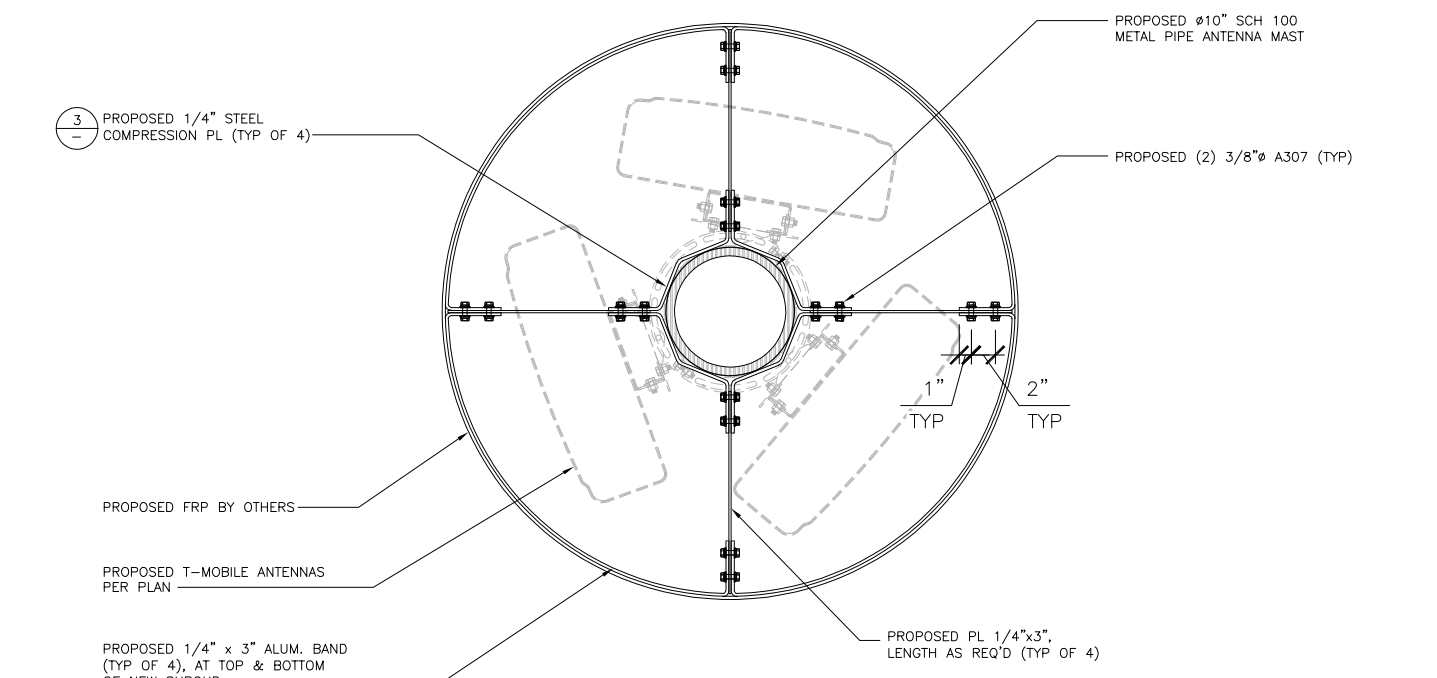 PROPOSED ø10" SCH 100
METAL PIPE ANTENNA MAST
3
–
PROPOSED 1/4" STEEL
COMPRESSION PL (TYP OF 4)
PROPOSED (2) 3/8"ø A307 (TYP)
1"
TYP
2"
TYP
PROPOSED FRP BY OTHERS
PROPOSED T-MOBILE ANTENNAS
PER PLAN
PROPOSED PL 1/4"x3",
LENGTH AS REQ'D (TYP OF 4)
PROPOSED 1/4" x 3" ALUM. BAND
(TYP OF 4), AT TOP & BOTTOM